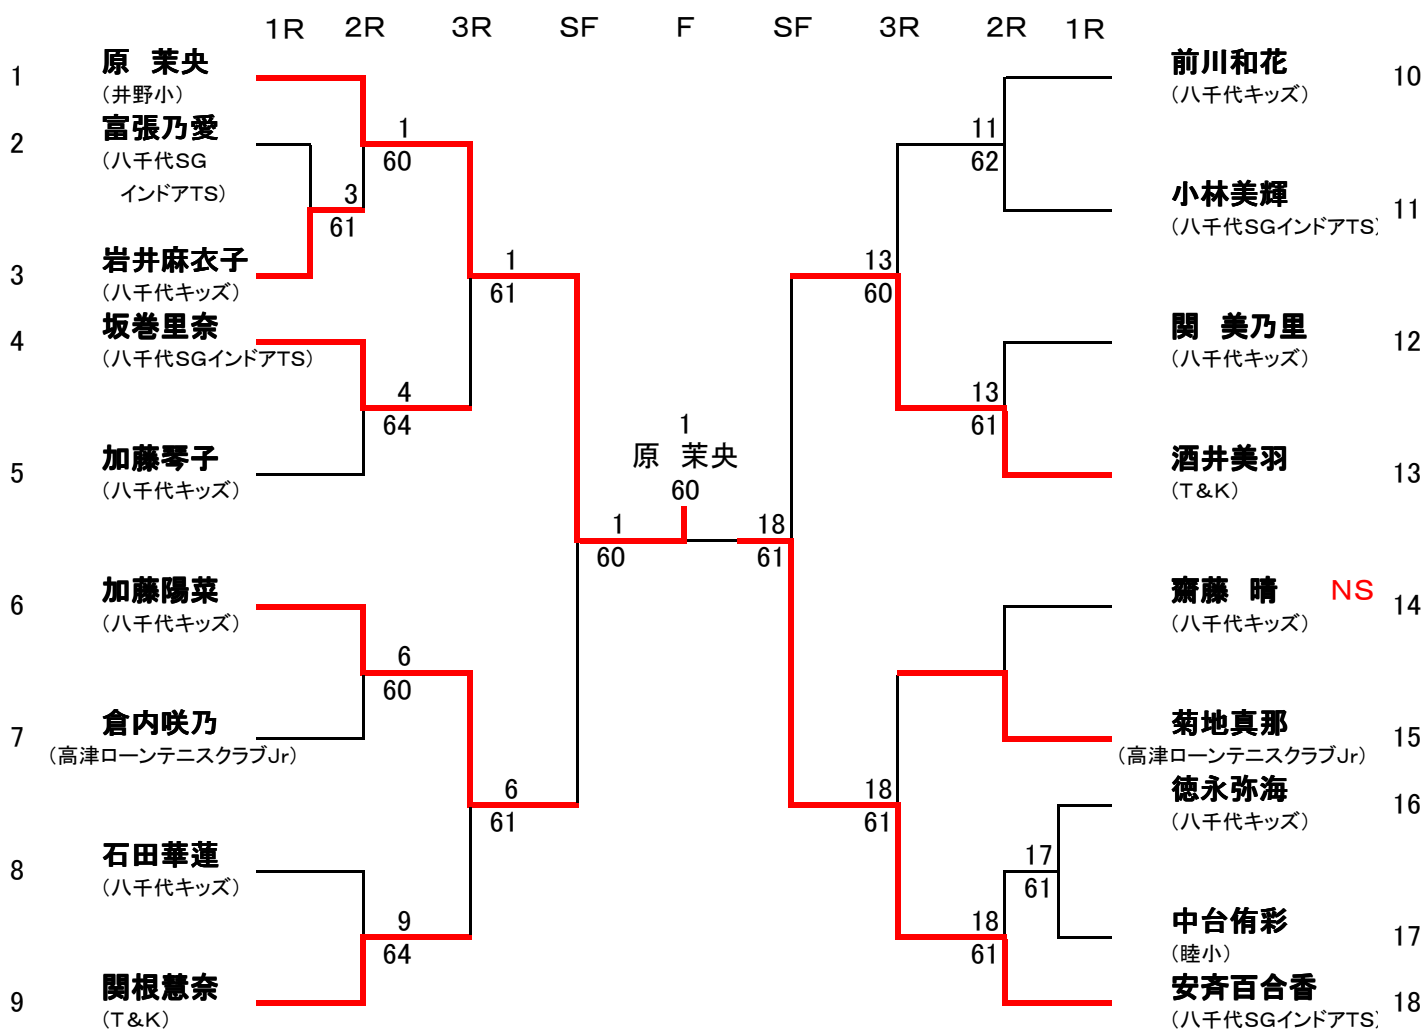 1R 2R 3R SF F SF 3R 2R 1R
1 原 茉央
(井野小)
2 富張乃愛
(八千代SG
インドアTS)
3 岩井麻衣子
(八千代キッズ)
4 坂巻里奈
(八千代SGインドアTS)
5 加藤琴子
(八千代キッズ)
6 加藤陽菜
(八千代キッズ)
7 倉内咲乃
(高津ローンテニスクラブJr)
8 石田華蓮
(八千代キッズ)
9 関根慧奈
(T&K)
3
61
1
60
4
64
6
60
9
64
1
61
6
61
1
60
1
原 茉央
60
18
61
13
60
18
61
11
62
13
61
18
61
17
61
前川和花 10
(八千代キッズ)
小林美輝 11
(八千代SGインドアTS)
関 美乃里 12
(八千代キッズ)
酒井美羽 13
(T&K)
齋藤 晴 NS 14
(八千代キッズ)
菊地真那 15
(高津ローンテニスクラブJr)
徳永弥海 16
(八千代キッズ)
中台侑彩 17
(睦小)
安斉百合香 18
(八千代SGインドアTS)